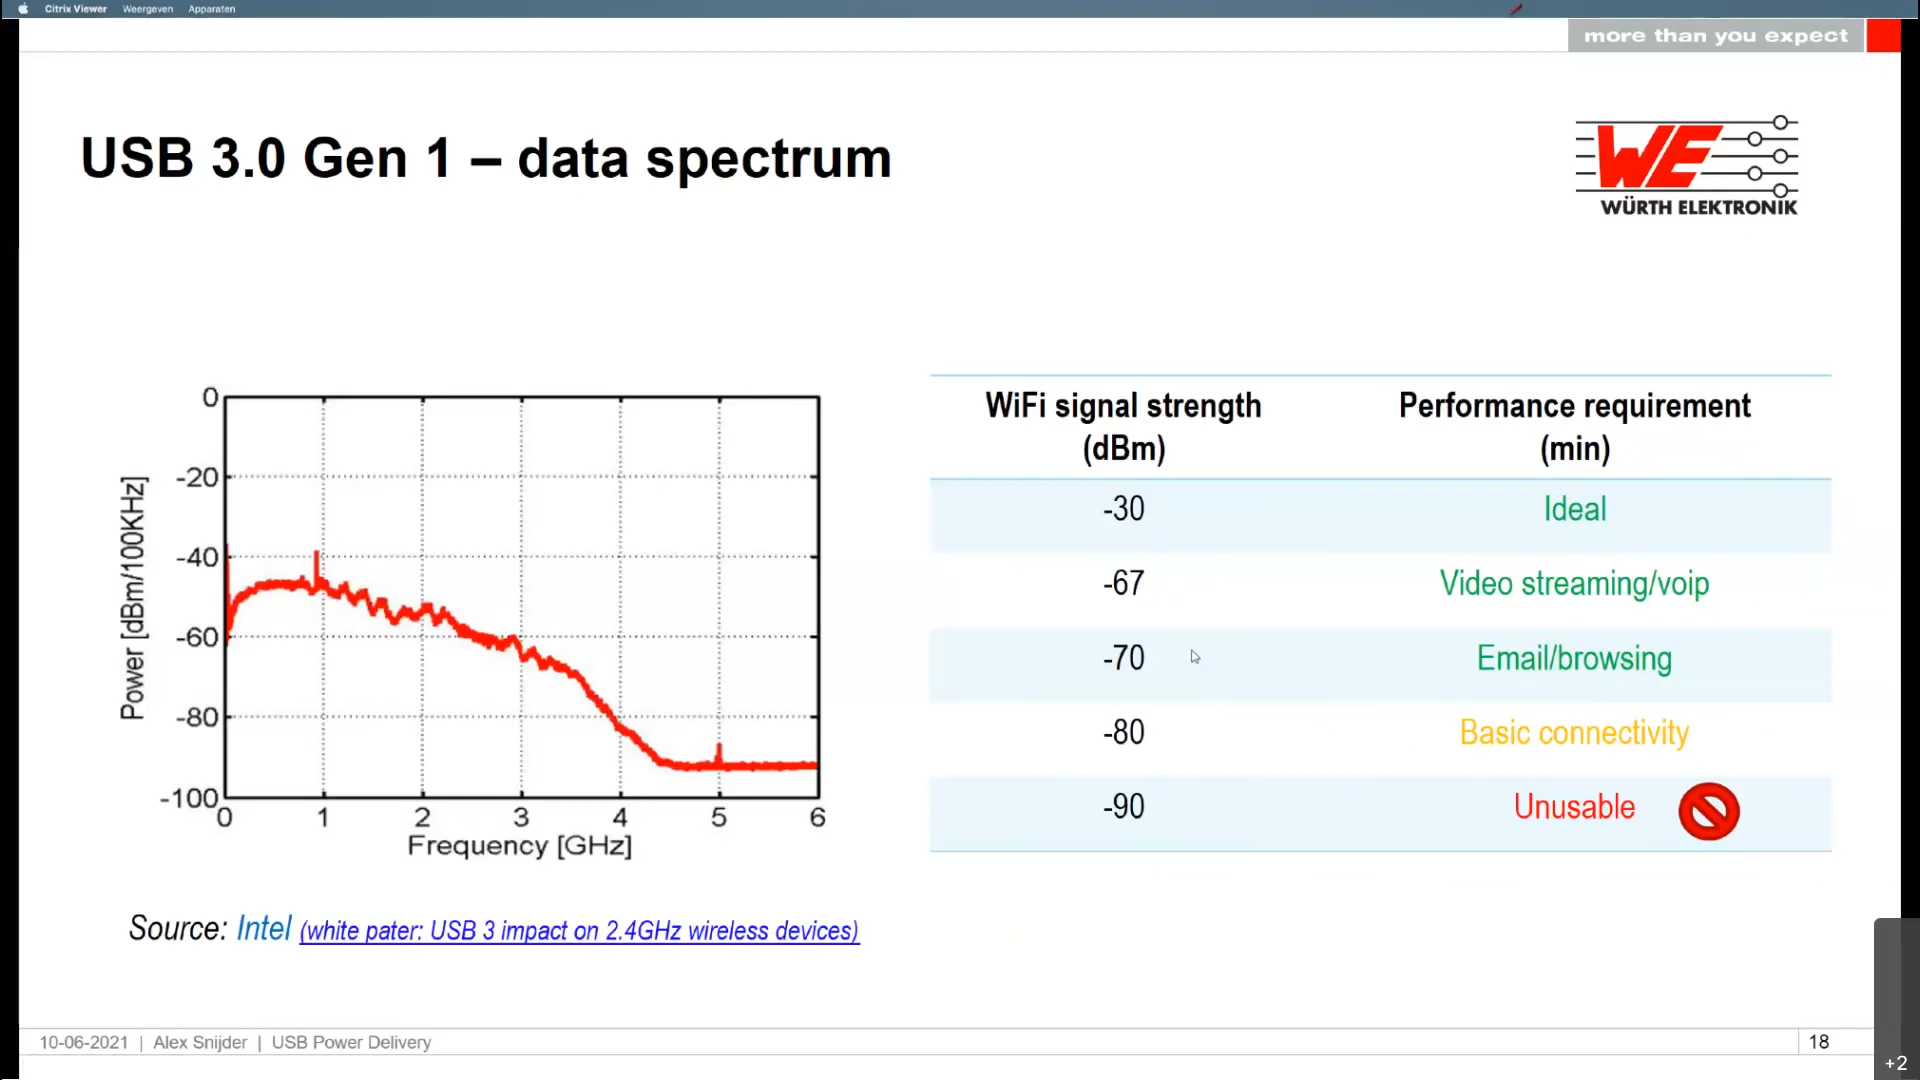 Citrix Viewer Weergeven Apparaten
more than you expect
USB 3.0 Gen 1 – data spectrum
WE
WÜRTH ELEKTRONIK
0
-20
-40
-60
-80
-100
Power [dBm/100KHz]
0 1 2 3 4 5 6
Frequency [GHz]
WiFi signal strength (dBm) Performance requirement (min)
-30 Ideal
-67 Video streaming/voip
-70 Email/browsing
-80 Basic connectivity
-90 Unusable
Source: Intel (white pater: USB 3 impact on 2.4GHz wireless devices)
10-06-2021 | Alex Snijder | USB Power Delivery
18
+2